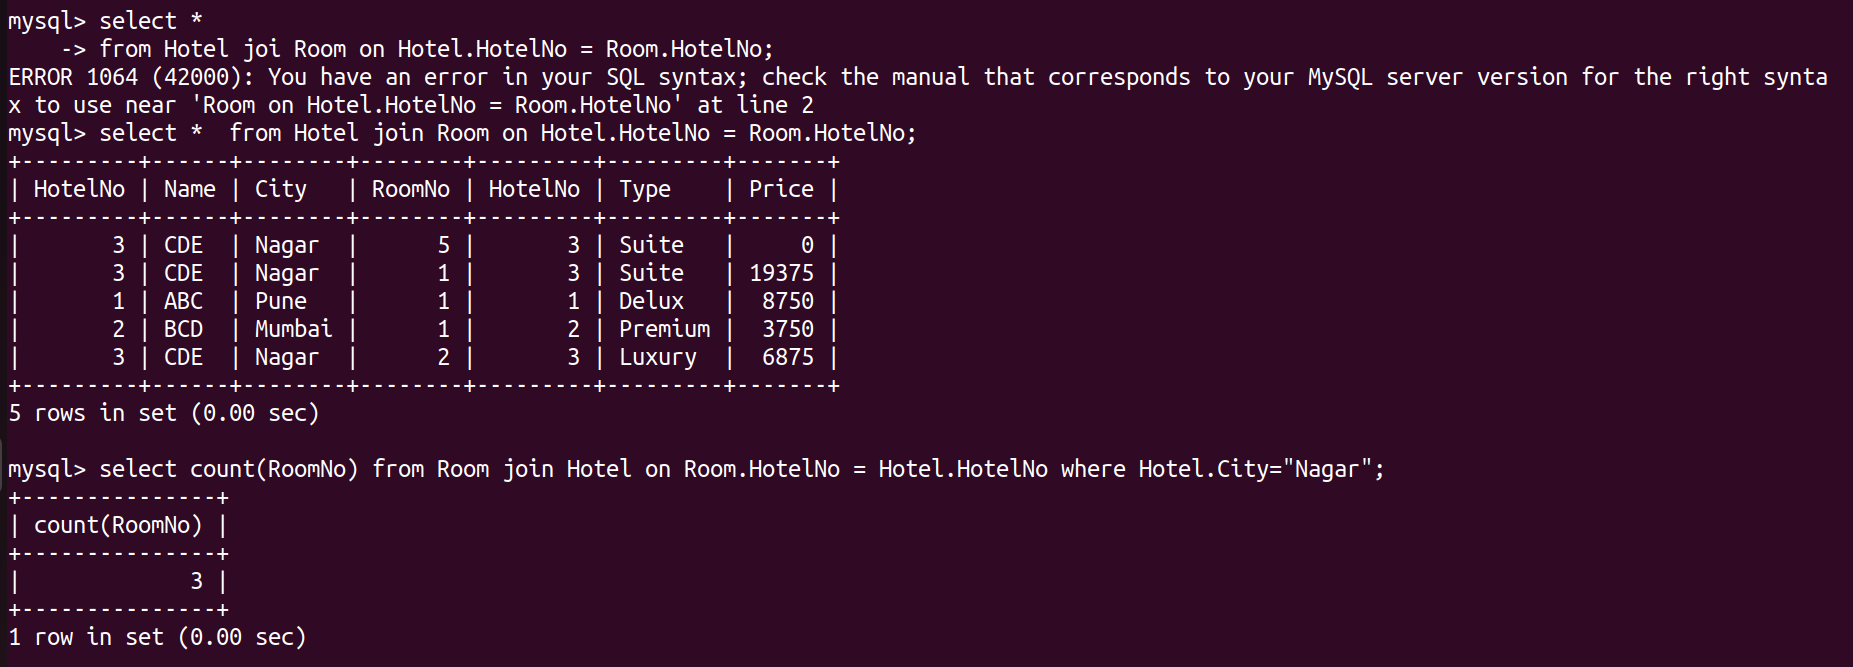 mysql> select *
    -> from Hotel joi Room on Hotel.HotelNo = Room.HotelNo;
ERROR 1064 (42000): You have an error in your SQL syntax; check the manual that corresponds to your MySQL server version for the right synta
x to use near 'Room on Hotel.HotelNo = Room.HotelNo' at line 2
mysql> select *  from Hotel join Room on Hotel.HotelNo = Room.HotelNo;
+---------+------+--------+--------+---------+---------+-------+
| HotelNo | Name | City   | RoomNo | HotelNo | Type    | Price |
+---------+------+--------+--------+---------+---------+-------+
|       3 | CDE  | Nagar  |      5 |       3 | Suite   |     0 |
|       3 | CDE  | Nagar  |      1 |       3 | Suite   | 19375 |
|       1 | ABC  | Pune   |      1 |       1 | Delux   |  8750 |
|       2 | BCD  | Mumbai |      1 |       2 | Premium |  3750 |
|       3 | CDE  | Nagar  |      2 |       3 | Luxury  |  6875 |
+---------+------+--------+--------+---------+---------+-------+
5 rows in set (0.00 sec)

mysql> select count(RoomNo) from Room join Hotel on Room.HotelNo = Hotel.HotelNo where Hotel.City="Nagar";
+---------------+
| count(RoomNo) |
+---------------+
|             3 |
+---------------+
1 row in set (0.00 sec)